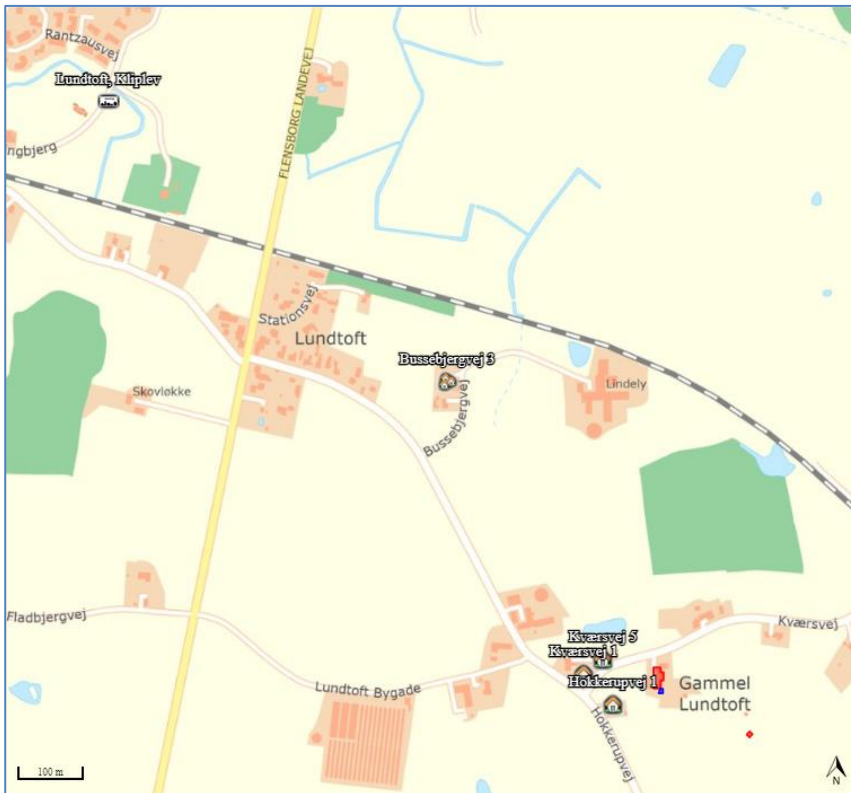 Rantzausvej
Lundtoft, Kliplev
ngbjerg
FLENSBORG LANDEVEJ
Stationsvej
Lundtoft
Bussebjergvej 3
Skovløkke
Lindely
Bussebjergvej
Fladbjergvej
Kværsvej
Kværsvej 5
Kværsvej 1
Hokkerupvej 1
Lundtoft Bygade
Gammel
Lundtoft
Hokkerupvej
100 m
N